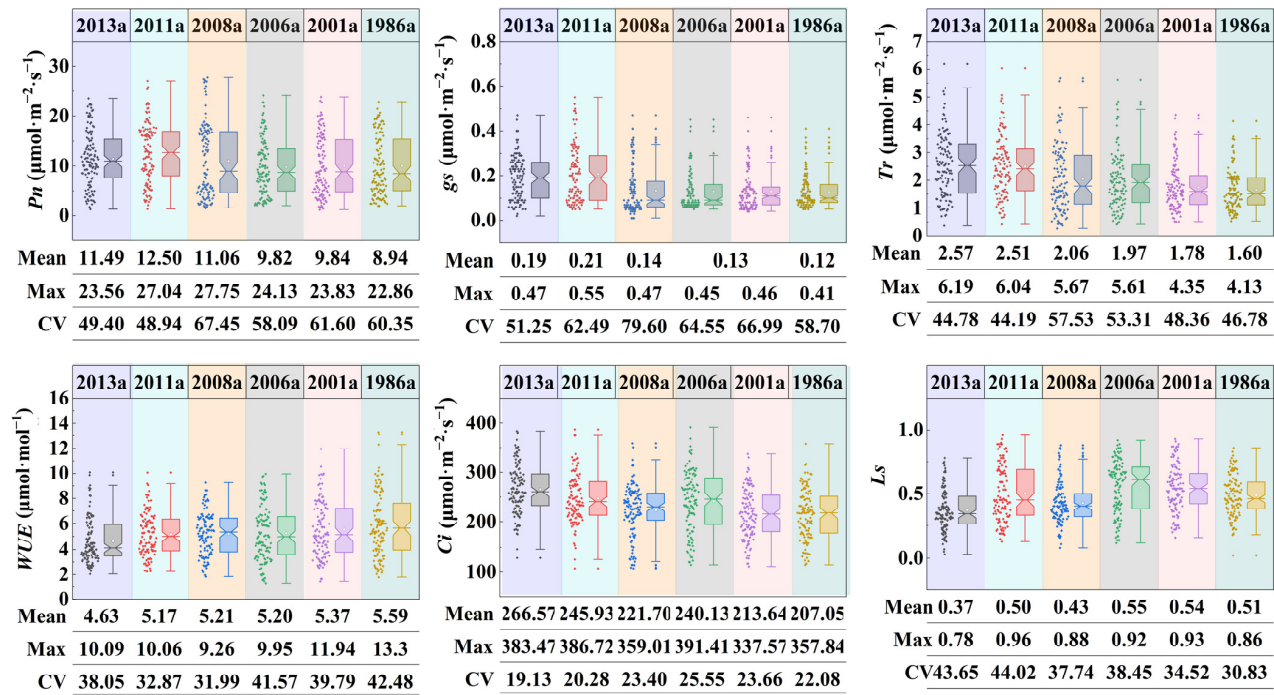 2013a 2011a 2008a 2006a 2001a 1986a
Pn (μmol·m⁻²·s⁻¹)
30
20
10
0
Mean 11.49 12.50 11.06 9.82 9.84 8.94
Max 23.56 27.04 27.75 24.13 23.83 22.86
CV 49.40 48.94 67.45 58.09 61.60 60.35
2013a 2011a 2008a 2006a 2001a 1986a
gs (μmol·m⁻²·s⁻¹)
0.8
0.6
0.4
0.2
0.0
Mean 0.19 0.21 0.14 0.13 0.12
Max 0.47 0.55 0.47 0.45 0.46 0.41
CV 51.25 62.49 79.60 64.55 66.99 58.70
2013a 2011a 2008a 2006a 2001a 1986a
Tr (μmol·m⁻²·s⁻¹)
7
6
5
4
3
2
1
0
Mean 2.57 2.51 2.06 1.97 1.78 1.60
Max 6.19 6.04 5.67 5.61 4.35 4.13
CV 44.78 44.19 57.53 53.31 48.36 46.78
2013a 2011a 2008a 2006a 2001a 1986a
WUE (μmol·mol⁻¹)
16
14
12
10
8
6
4
2
0
Mean 4.63 5.17 5.21 5.20 5.37 5.59
Max 10.09 10.06 9.26 9.95 11.94 13.3
CV 38.05 32.87 31.99 41.57 39.79 42.48
2013a 2011a 2008a 2006a 2001a 1986a
Ci (μmol·m⁻²·s⁻¹)
400
300
200
100
Mean 266.57 245.93 221.70 240.13 213.64 207.05
Max 383.47 386.72 359.01 391.41 337.57 357.84
CV 19.13 20.28 23.40 25.55 23.66 22.08
2013a 2011a 2008a 2006a 2001a 1986a
Ls
1.0
0.5
0.0
Mean 0.37 0.50 0.43 0.55 0.54 0.51
Max 0.78 0.96 0.88 0.92 0.93 0.86
CV 43.65 44.02 37.74 38.45 34.52 30.83